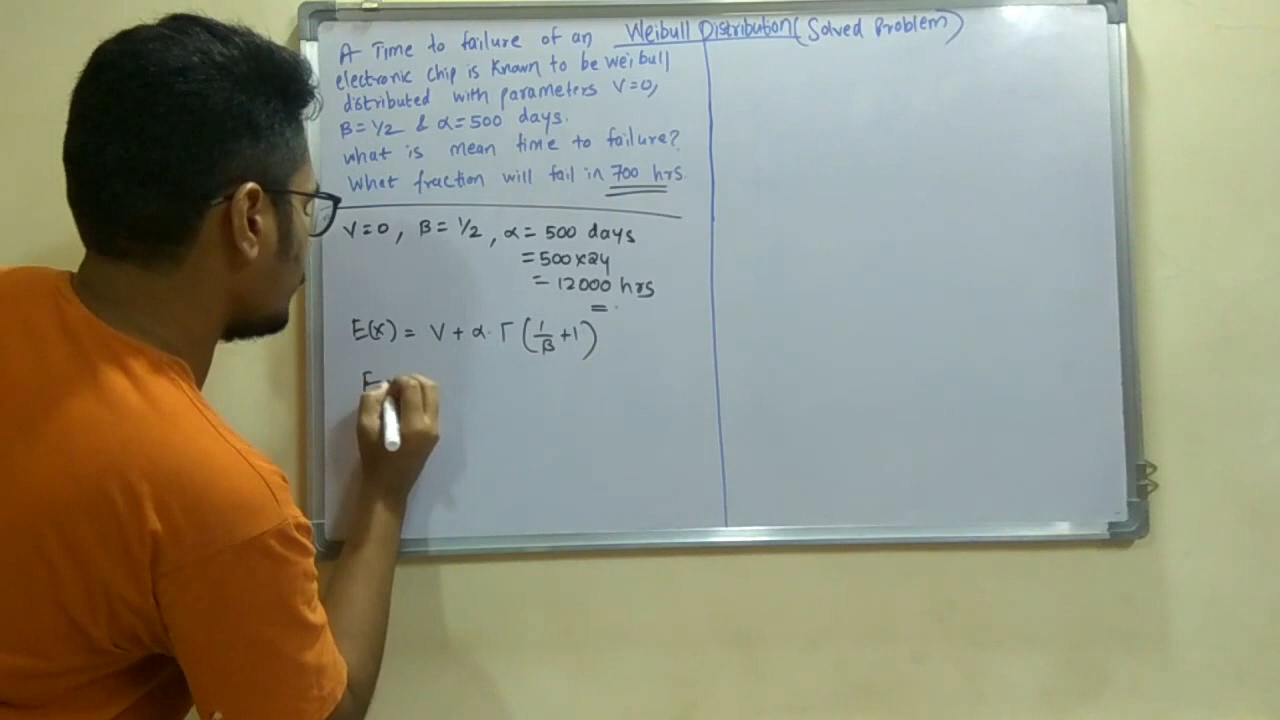 Weibull Distribution (Solved Problem)
A Time to failure of an
electronic chip is known to be weibull
distributed with parameters V=0,
β=1/2 & α=500 days.
what is mean time to failure?
What fraction will fail in 700 hrs.
V=0, β=1/2, α= 500 days
=500×24
= 12000 hrs
E(x) = V + α. Γ (1/β +1)
E